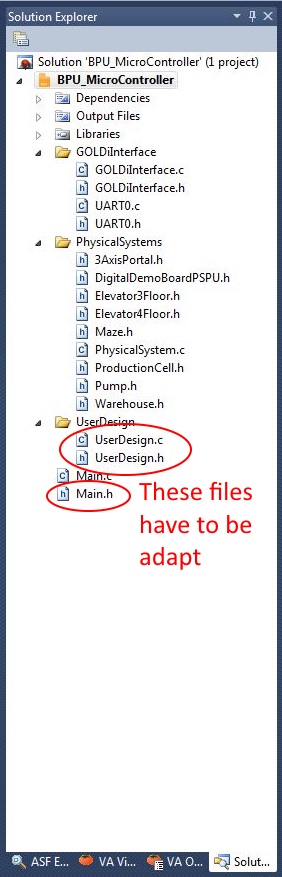 Solution Explorer
Solution 'BPU_MicroController' (1 project)
BPU_MicroController
Dependencies
Output Files
Libraries
GOLDiInterface
GOLDiInterface.c
GOLDiInterface.h
UART0.c
UART0.h
PhysicalSystems
3AxisPortal.h
DigitalDemoBoardPSPU.h
Elevator3Floor.h
Elevator4Floor.h
Maze.h
PhysicalSystem.c
ProductionCell.h
Pump.h
Warehouse.h
UserDesign
UserDesign.c
UserDesign.h
Main.c
Main.h
These files
have to be
adapt
ASF E... VA Vi... VA O... Solut...